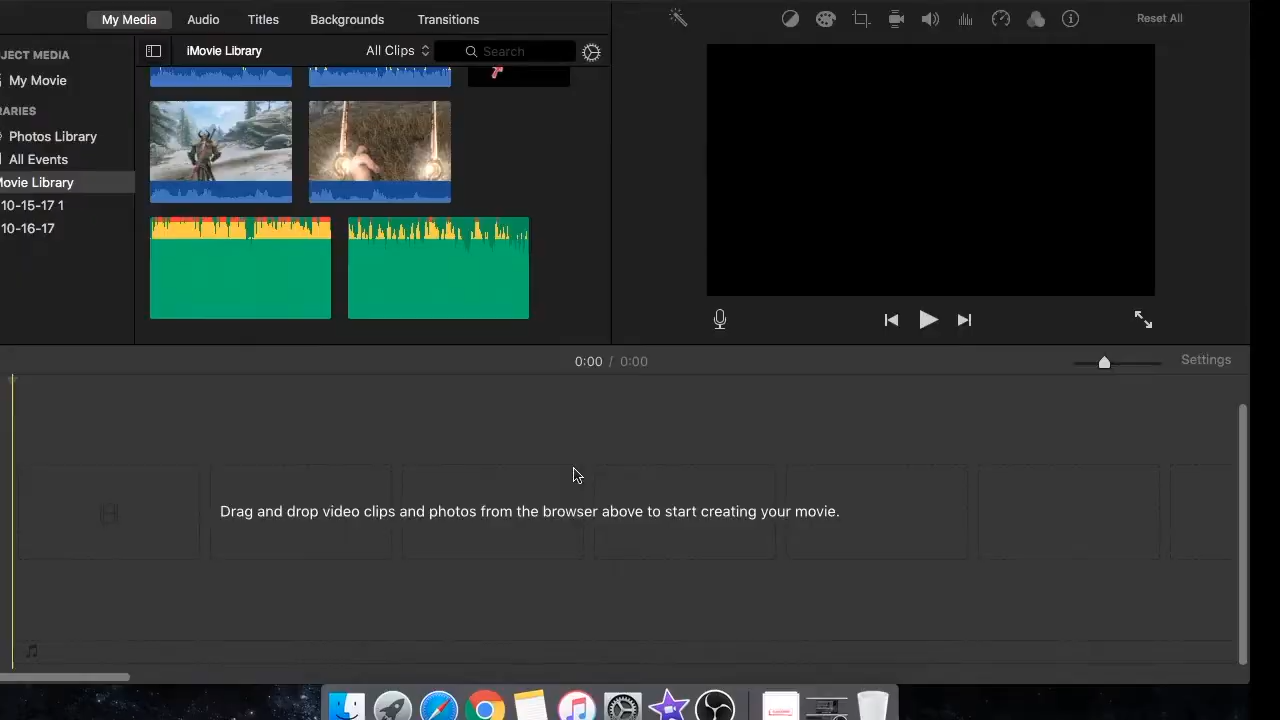 My Media Audio Titles Backgrounds Transitions
Reset All
JECT MEDIA
iMovie Library All Clips Search
My Movie
RARIES
Photos Library
All Events
Movie Library
10-15-17 1
10-16-17
0:00 / 0:00
Settings
Drag and drop video clips and photos from the browser above to start creating your movie.